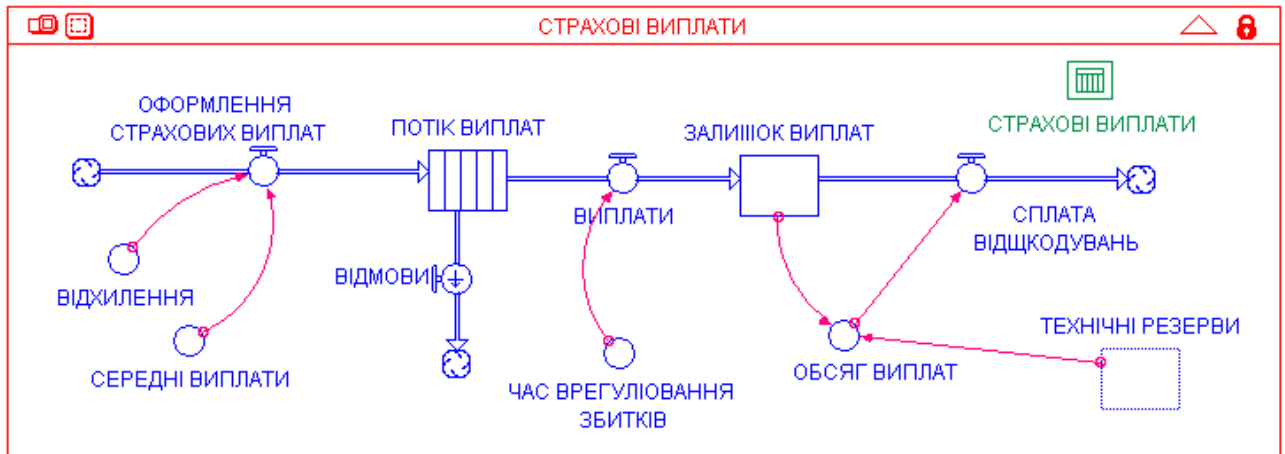 СТРАХОВІ ВИПЛАТИ
ОФОРМЛЕННЯ
СТРАХОВИХ ВИПЛАТ
ПОТІК ВИПЛАТ
ЗАЛИШОК ВИПЛАТ
СТРАХОВІ ВИПЛАТИ
ВИПЛАТИ
СПЛАТА
ВІДЩКОДУВАНЬ
ВІДМОВИ
ВІДХИЛЕННЯ
ТЕХНІЧНІ РЕЗЕРВИ
СЕРЕДНІ ВИПЛАТИ
ОБСЯГ ВИПЛАТ
ЧАС ВРЕГУЛЮВАННЯ
ЗБИТКІВ